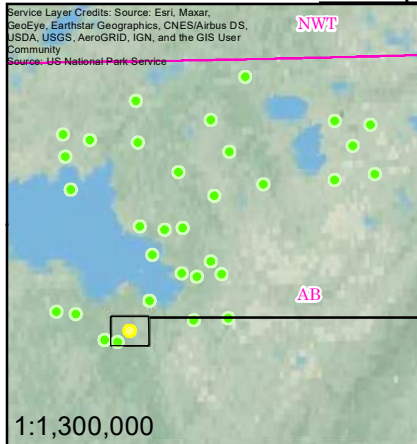 Service Layer Credits: Source: Esri, Maxar,
GeoEye, Earthstar Geographics, CNES/Airbus DS,
USDA, USGS, AeroGRID, IGN, and the GIS User
Community
Source: US National Park Service
NWT
AB
1:1,300,000